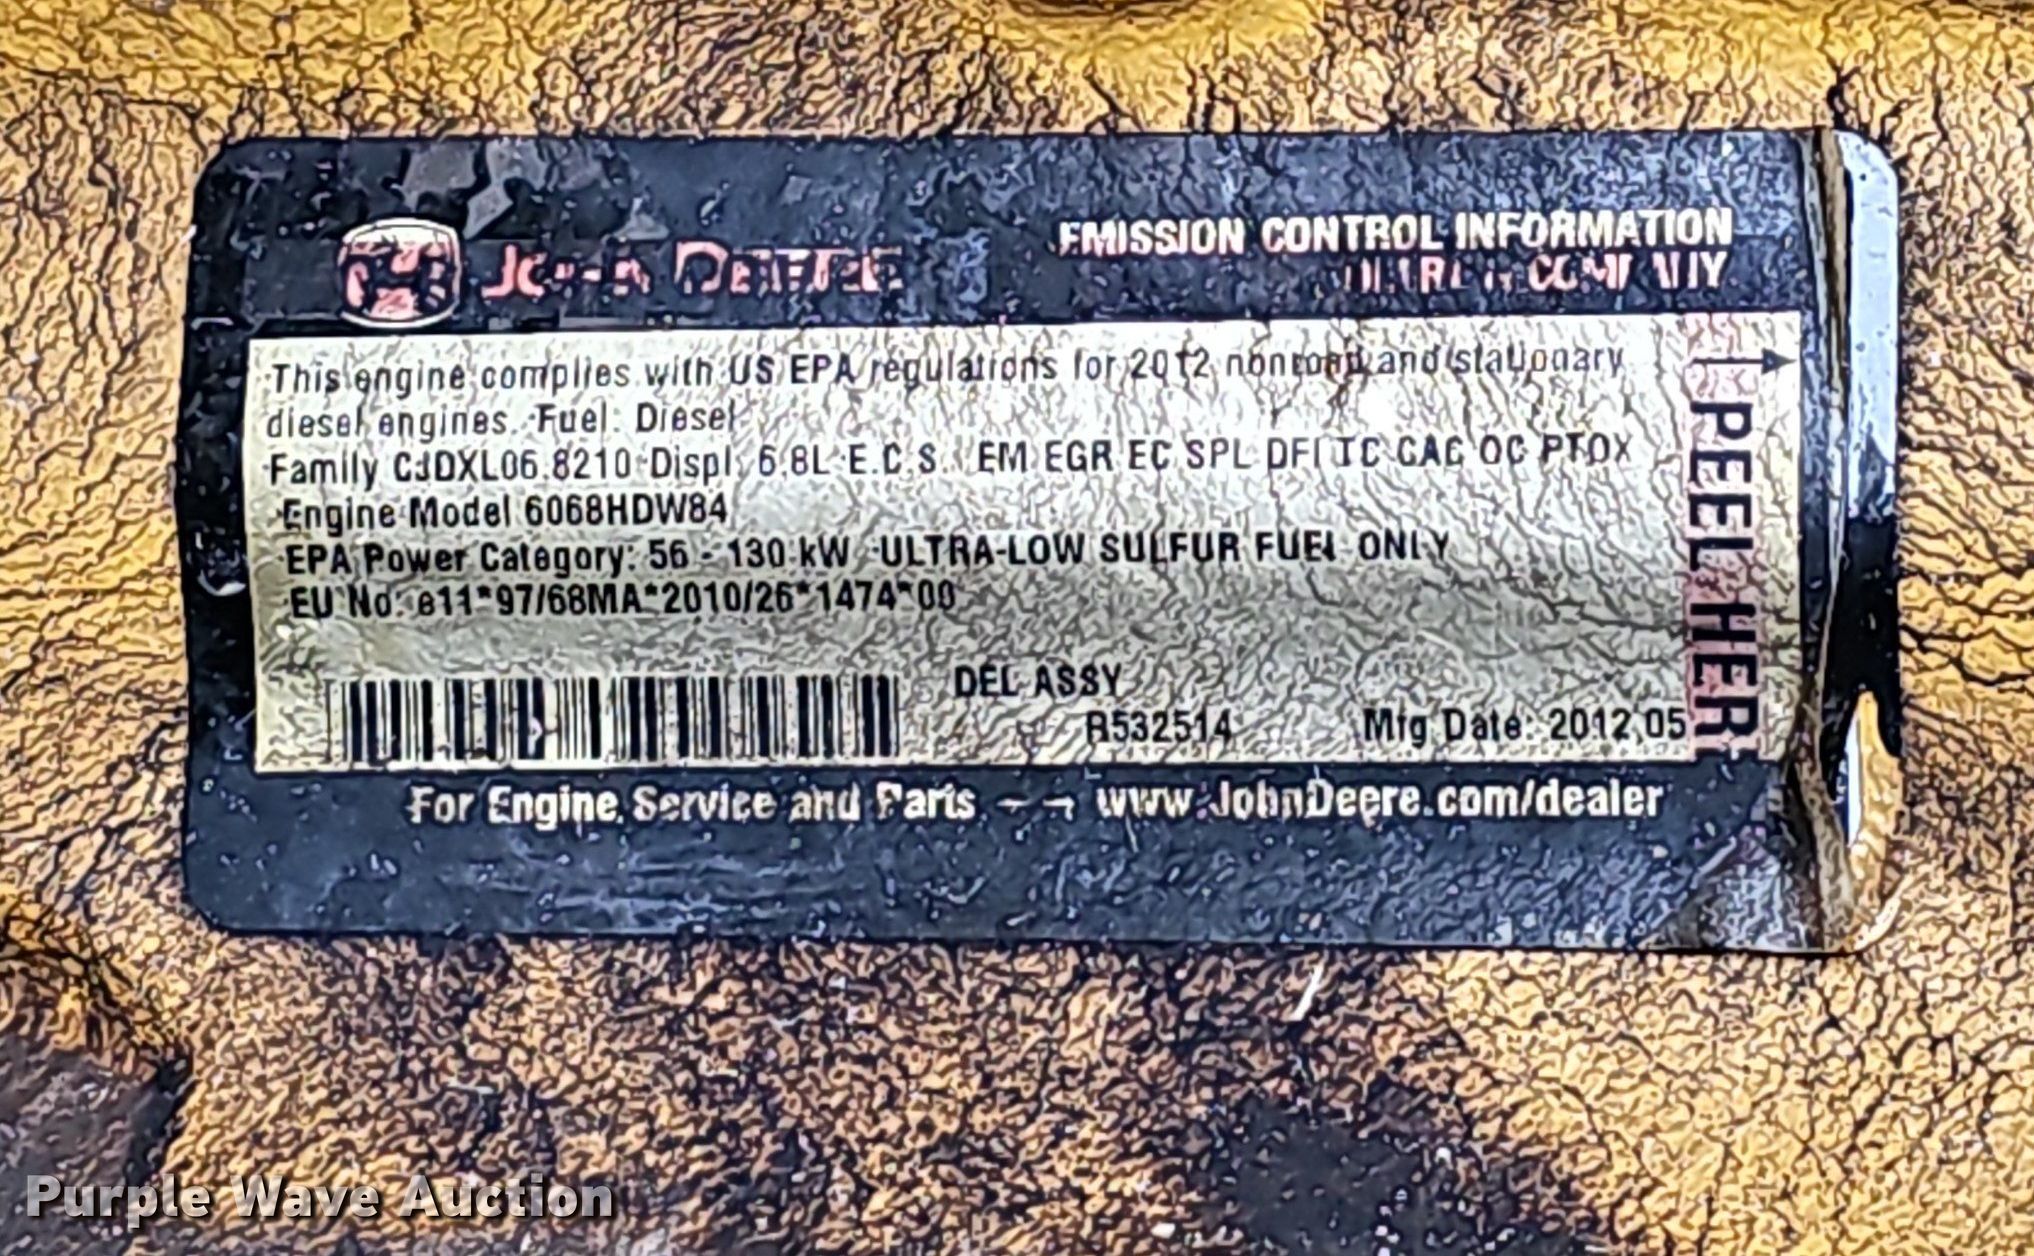 JOHN DEERE
EMISSION CONTROL INFORMATION
DEERE & COMPANY
This engine complies with US EPA regulations for 2012 nonroad and stationary
diesel engines. Fuel: Diesel
Family CJDXL06.8210 Displ. 6.8L E.C.S. EM EGR EC SPL DFI TC CAC OC PTOX
Engine Model 6068HDW84
EPA Power Category: 56 - 130 kW ULTRA-LOW SULFUR FUEL ONLY
EU No: e11*97/68MA*2010/26*1474*00
DEL ASSY
R532514 Mfg Date: 2012,05
PEEL HER
For Engine Service and Parts www.JohnDeere.com/dealer
Purple Wave Auction